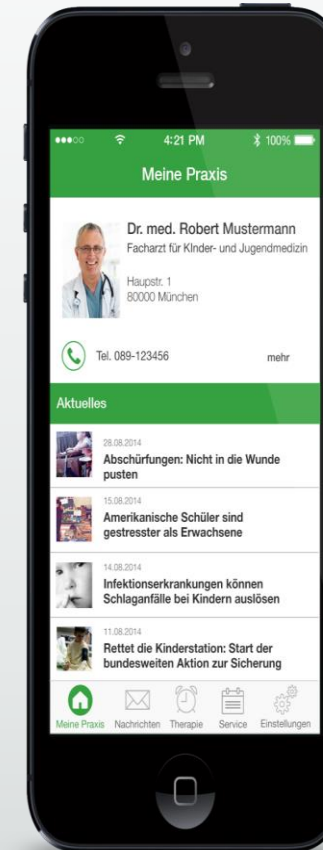 4:21 PM
100%
Meine Praxis
Dr. med. Robert Mustermann
Facharzt für KInder- und Jugendmedizin
Haupstr. 1
80000 München
Tel. 089-123456
mehr
Aktuelles
28.08.2014
Abschürfungen: Nicht in die Wunde
pusten
15.08.2014
Amerikanische Schüler sind
gestresster als Erwachsene
14.08.2014
Infektionserkrankungen können
Schlaganfälle bei Kindern auslösen
11.08.2014
Rettet die Kinderstation: Start der
bundesweiten Aktion zur Sicherung
Meine Praxis Nachrichten Therapie Service Einstellungen